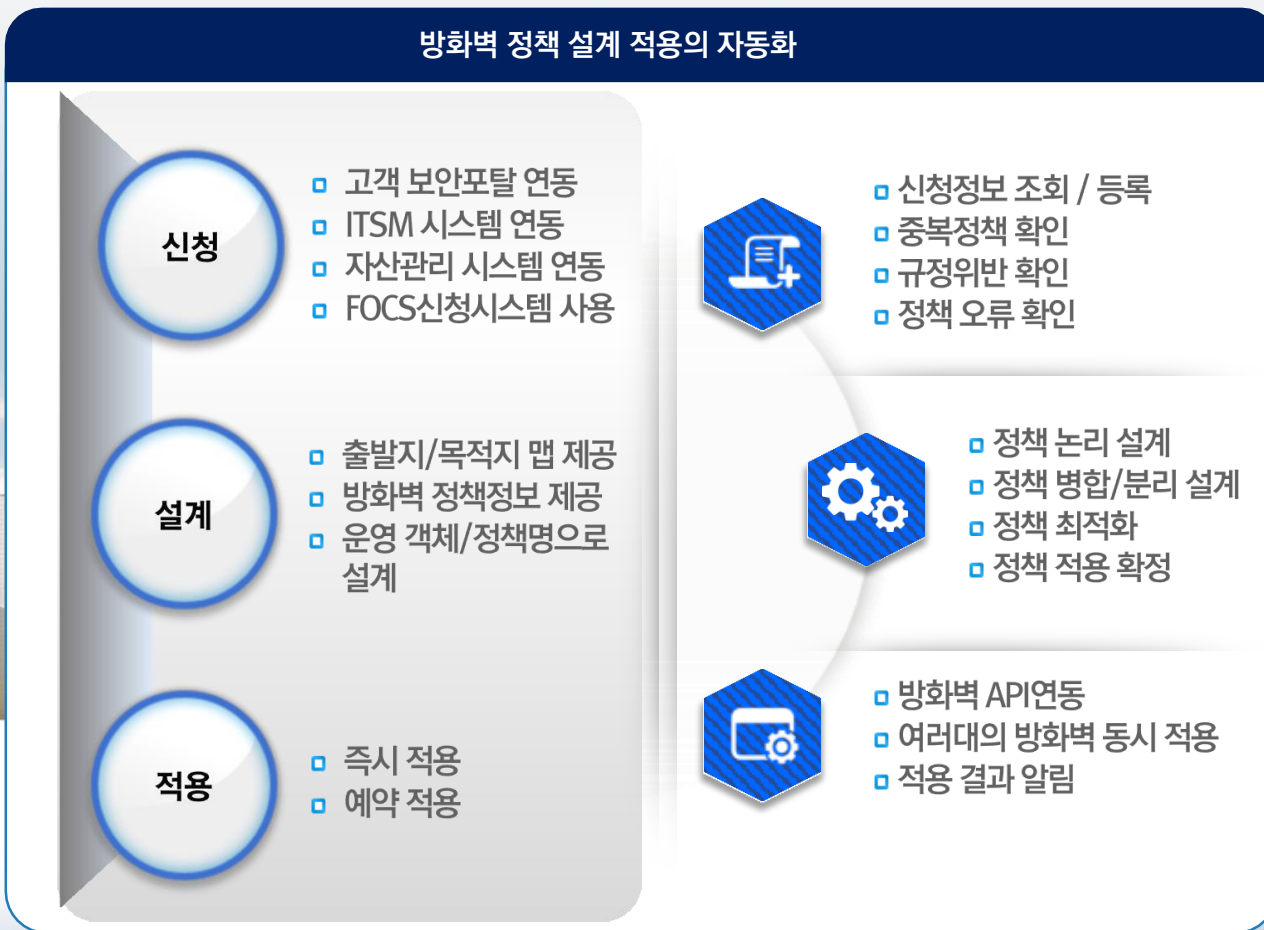 방화벽 정책 설계 적용의 자동화
신청
고객 보안포탈 연동
ITSM 시스템 연동
자산관리 시스템 연동
FOCS신청시스템 사용
신청정보 조회 / 등록
중복정책 확인
규정위반 확인
정책 오류 확인
설계
출발지/목적지 맵 제공
방화벽 정책정보 제공
운영 객체/정책명으로
설계
정책 논리 설계
정책 병합/분리 설계
정책 최적화
정책 적용 확정
적용
즉시 적용
예약 적용
방화벽 API연동
여러대의 방화벽 동시 적용
적용 결과 알림